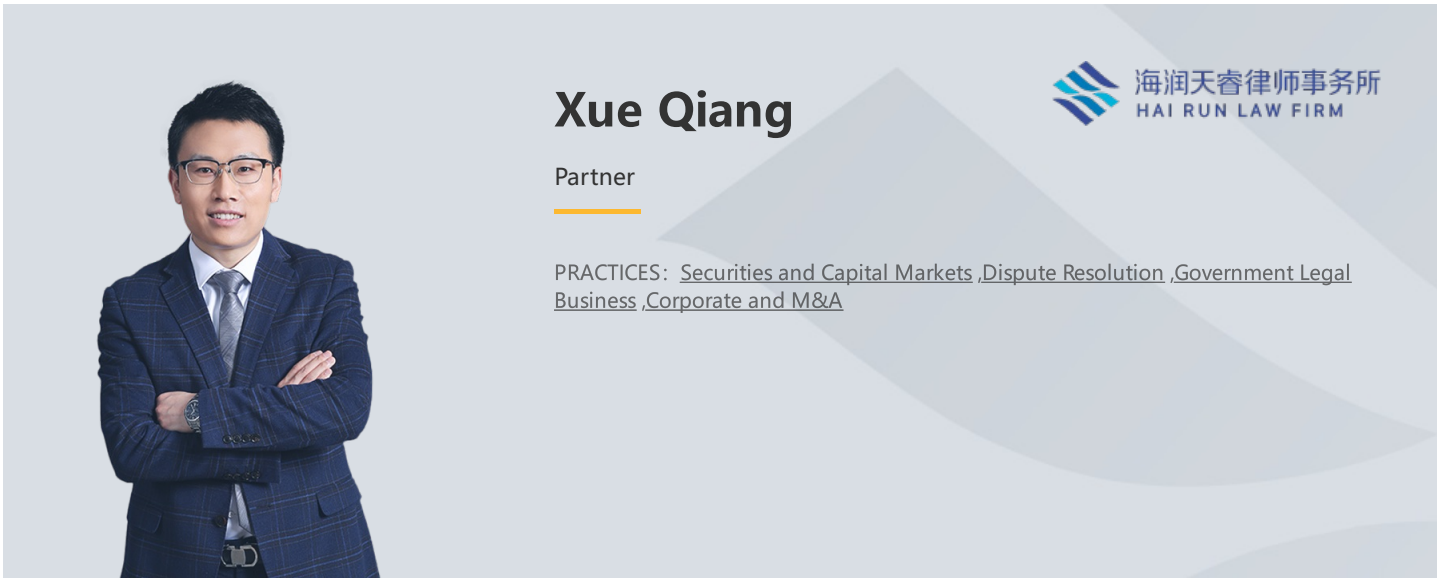 海润天睿律师事务所
HAI RUN LAW FIRM
Xue Qiang
Partner
PRACTICES：Securities and Capital Markets ,Dispute Resolution ,Government Legal
Business ,Corporate and M&A